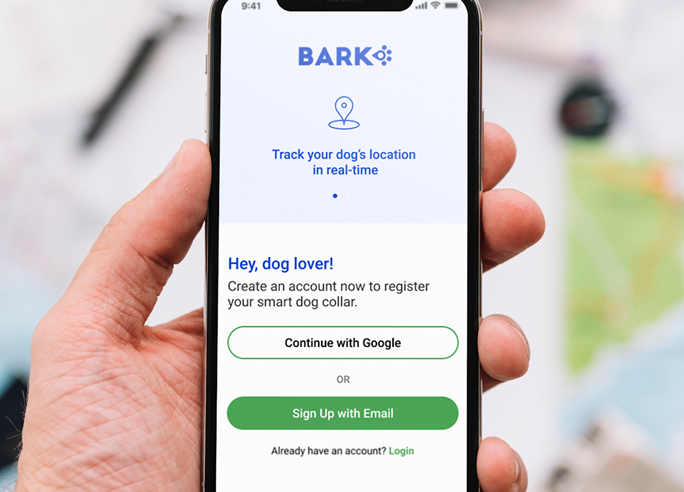 9:41
BARK
Track your dog's location
in real-time
Hey, dog lover!
Create an account now to register
your smart dog collar.
Continue with Google
OR
Sign Up with Email
Already have an account? Login